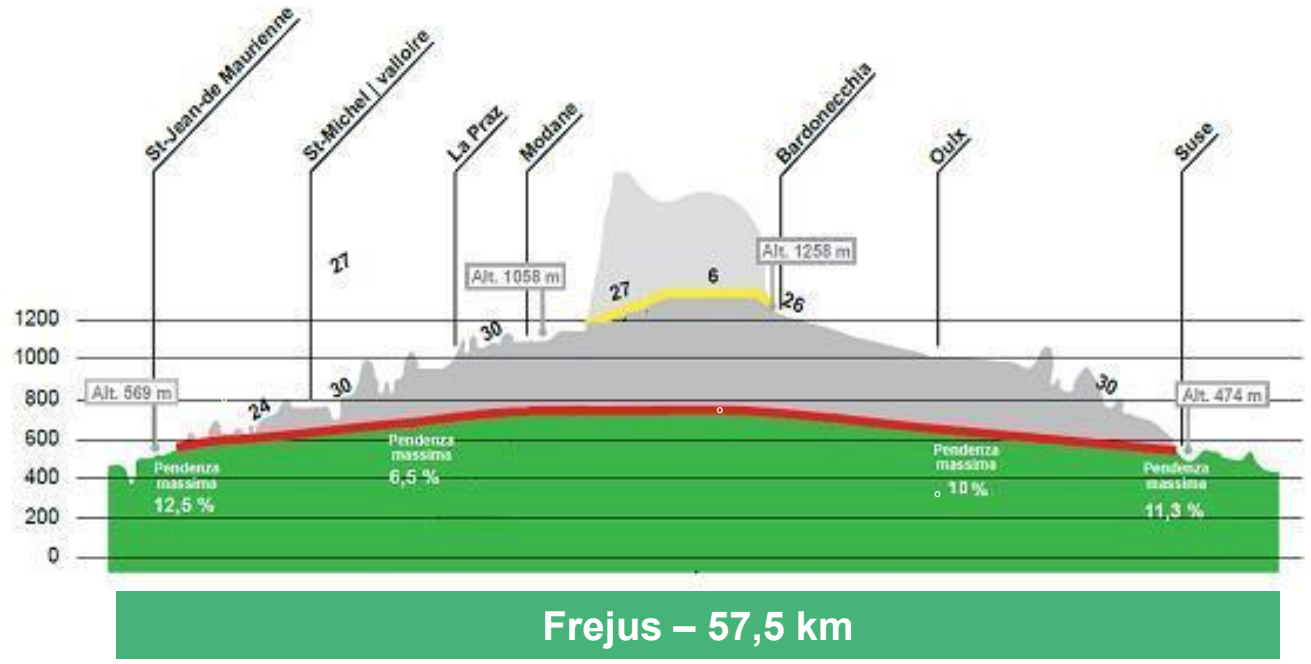 St-Jean-de Maurienne
St-Michel | valloire
La Praz
Modane
Bardonecchia
Oulx
Suse
27
Alt. 1258 m
Alt. 1058 m
27
6
26
1200
30
1000
Alt. 569 m
30
30
Alt. 474 m
800
24
600
Pendenza
massima
6,5 %
Pendenza
massima
10 %
Pendenza
massima
12,5 %
Pendenza
massima
11,3 %
400
200
0
Frejus – 57,5 km